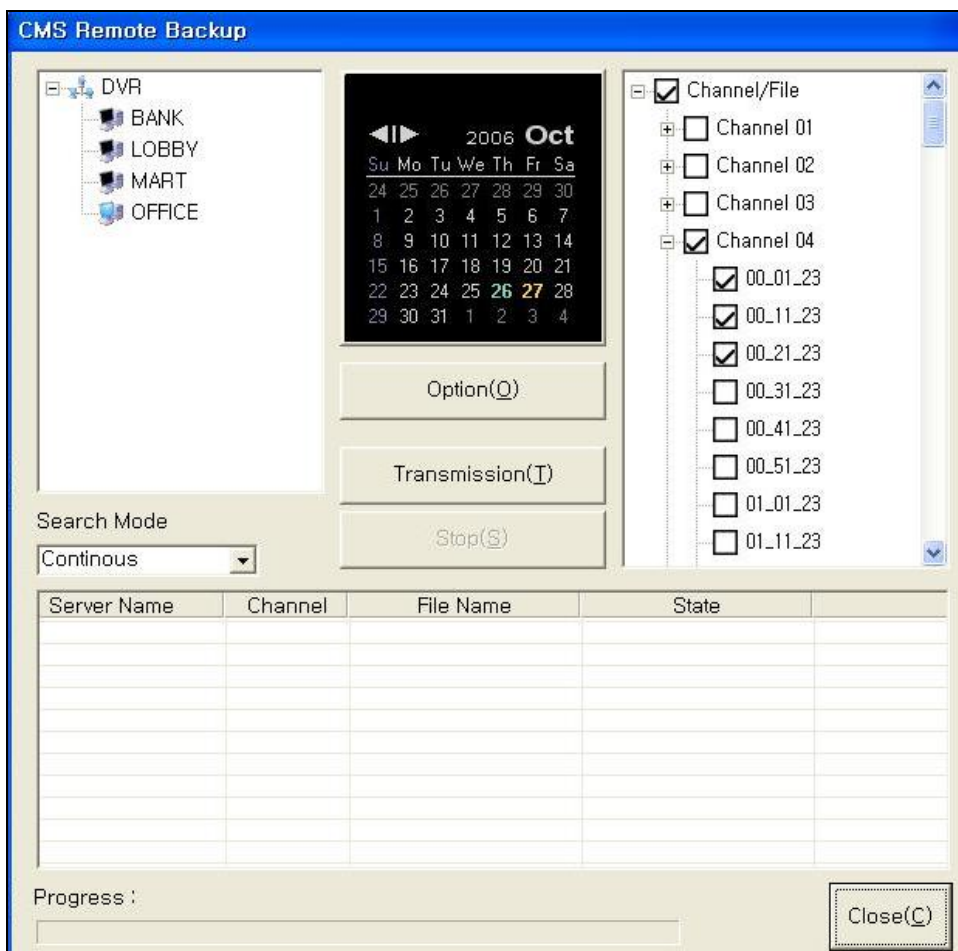 CMS Remote Backup
DVR
BANK
LOBBY
MART
OFFICE
Search Mode
Continous
2006 Oct
Su Mo Tu We Th Fr Sa
24 25 26 27 28 29 30
1 2 3 4 5 6 7
8 9 10 11 12 13 14
15 16 17 18 19 20 21
22 23 24 25 26 27 28
29 30 31 1 2 3 4
Option(O)
Transmission(T)
Stop(S)
Channel/File
Channel 01
Channel 02
Channel 03
Channel 04
00_01_23
00_11_23
00_21_23
00_31_23
00_41_23
00_51_23
01_01_23
01_11_23
Server Name Channel File Name State
Progress :
Close(C)